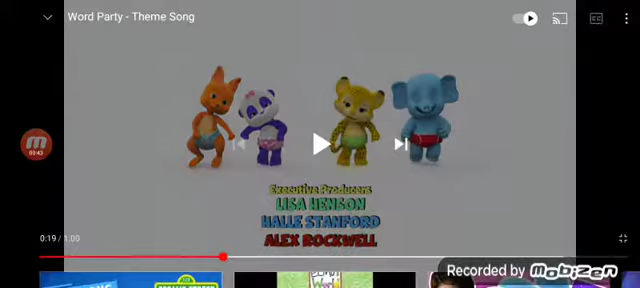 Word Party - Theme Song
CC
03:43
Executive Producers
LISA HENSON
HALLE STANFORD
ALEX ROCKWELL
0:19 / 1:00
Recorded by mobizen